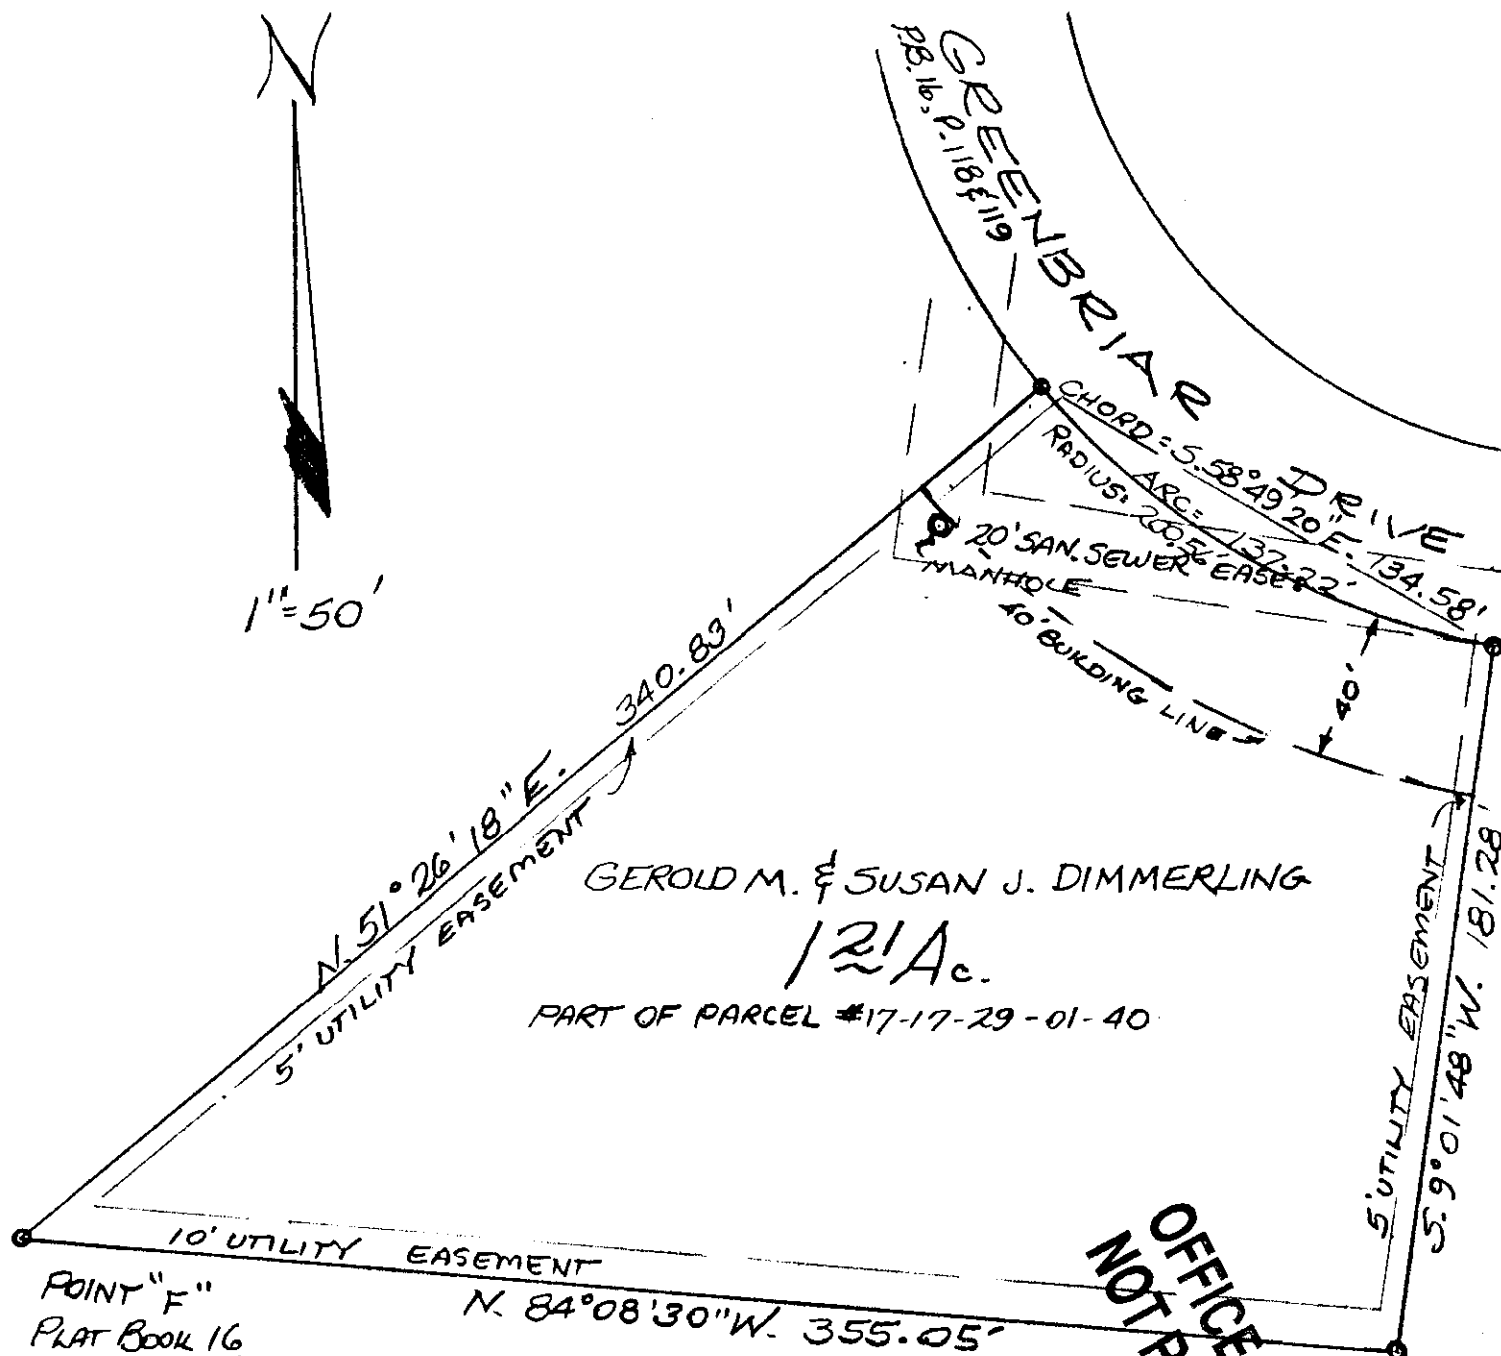 N
1"=50'
GREENBRIAR DRIVE
P.B. 16, P. 118 & 119
CHORD = S. 58° 49' 20" E. 134.58'
ARC = 137.22'
RADIUS = 200.56'
20' SAN. SEWER EASE.
MANHOLE
40' BUILDING LINE
40'
N. 51° 26' 18" E. 340.83'
5' UTILITY EASEMENT
GEROLD M. & SUSAN J. DIMMERLING
1 21 Ac.
PART OF PARCEL #17-17-29-01-40
5' UTILITY EASEMENT
S. 9° 01' 48" W. 181.28'
10' UTILITY EASEMENT
N. 84° 08' 30" W. 355.05'
POINT "F"
PLAT BOOK 16
OFFICE
NOT